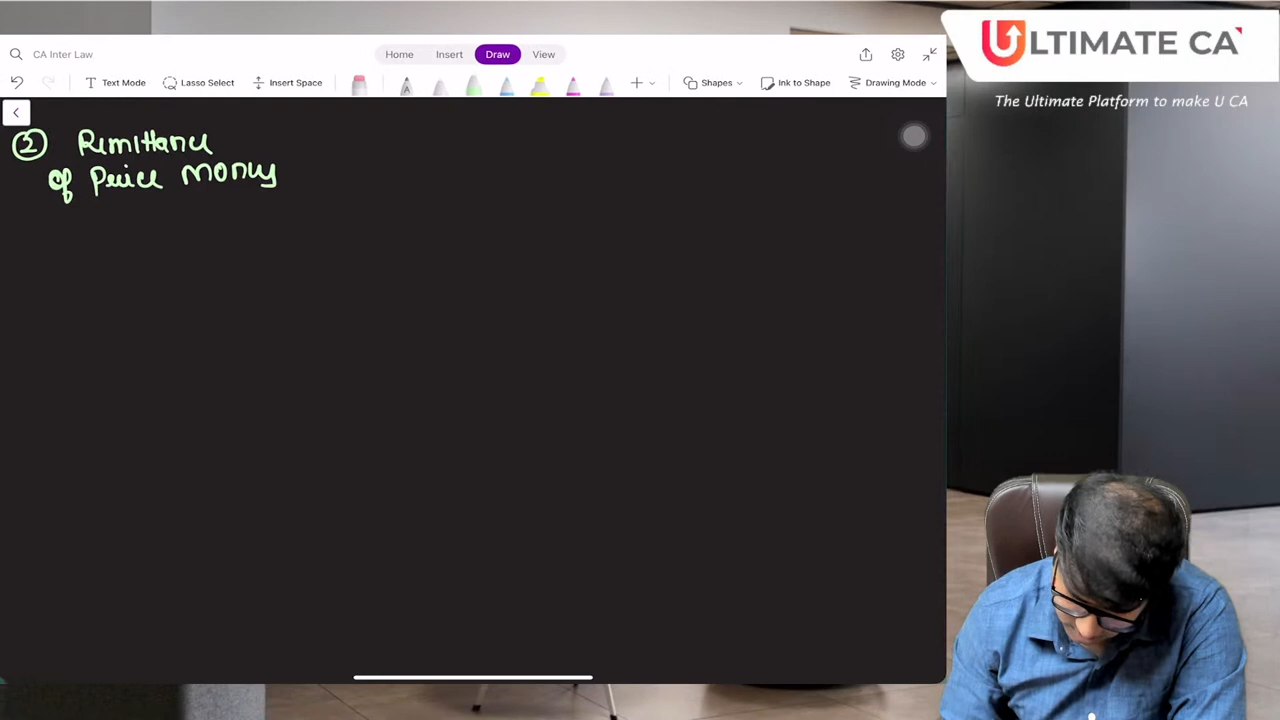 ULTIMATE CA
The Ultimate Platform to make U CA
CA Inter Law
Home Insert Draw View
Text Mode Lasso Select Insert Space Shapes Ink to Shape Drawing Mode
② Remittance
of Price Money